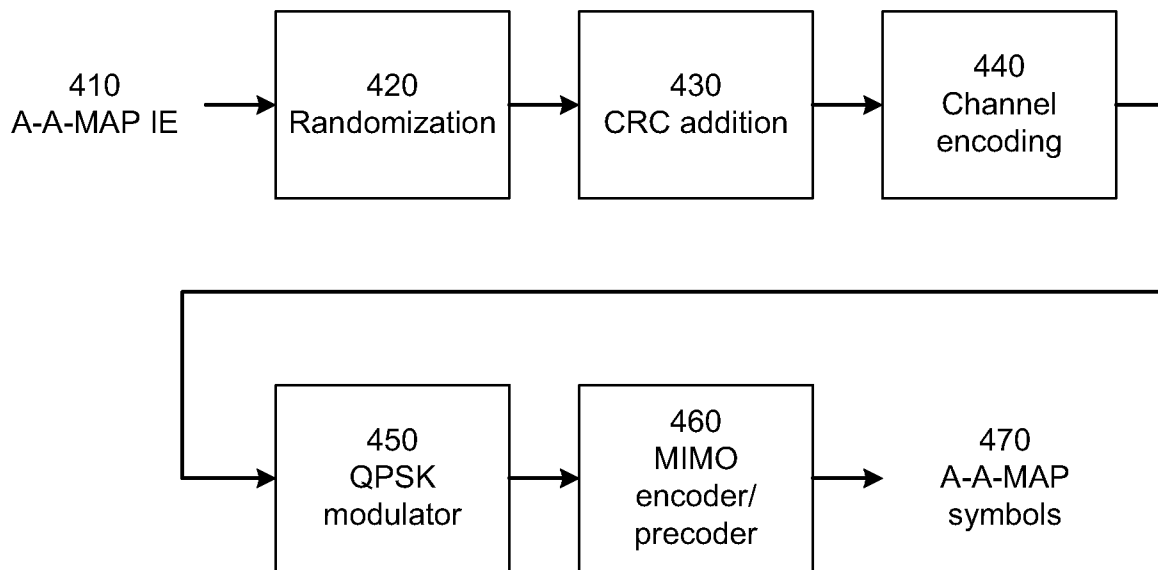 410
A-A-MAP IE
420
Randomization
430
CRC addition
440
Channel
encoding
450
QPSK
modulator
460
MIMO
encoder/
precoder
470
A-A-MAP
symbols